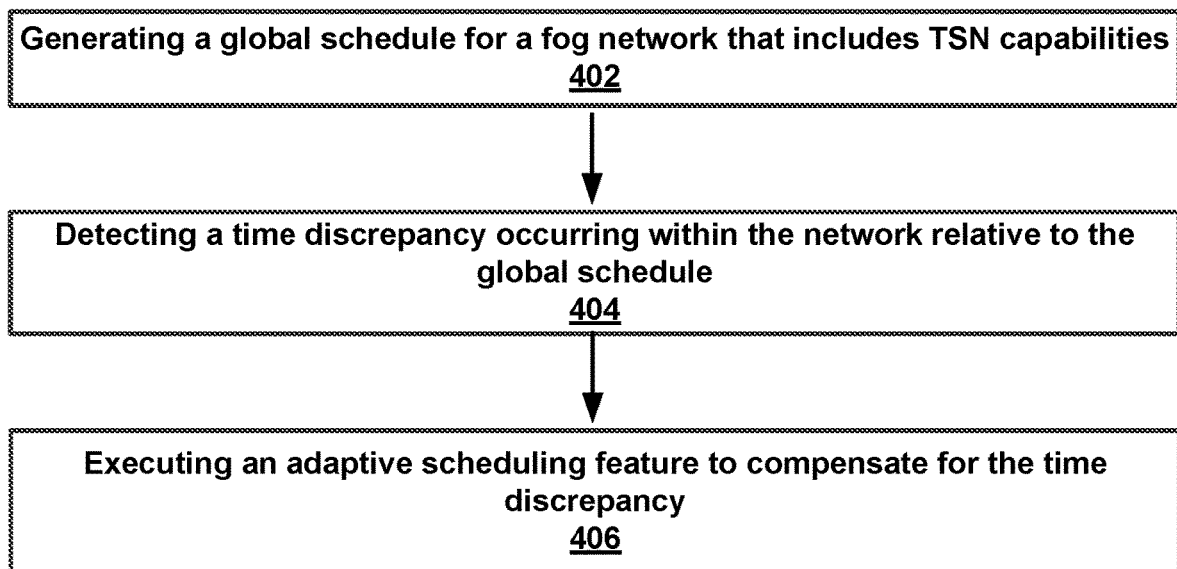 Generating a global schedule for a fog network that includes TSN capabilities
402
Detecting a time discrepancy occurring within the network relative to the
global schedule
404
Executing an adaptive scheduling feature to compensate for the time
discrepancy
406